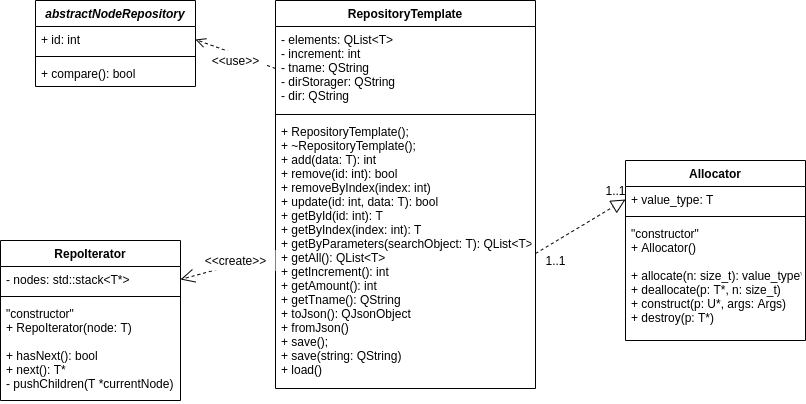 abstractNodeRepository
+ id: int
+ compare(): bool
<<use>>
RepositoryTemplate
- elements: QList<T>
- increment: int
- tname: QString
- dirStorager: QString
- dir: QString
+ RepositoryTemplate();
+ ~RepositoryTemplate();
+ add(data: T): int
+ remove(id: int): bool
+ removeByIndex(index: int)
+ update(id: int, data: T): bool
+ getById(id: int): T
+ getByIndex(index: int): T
+ getByParameters(searchObject: T): QList<T>
+ getAll(): QList<T>
+ getIncrement(): int
+ getAmount(): int
+ getTname(): QString
+ toJson(): QJsonObject
+ fromJson()
+ save();
+ save(string: QString)
+ load()
<<create>>
RepoIterator
- nodes: std::stack<T*>
"constructor"
+ RepoIterator(node: T)
+ hasNext(): bool
+ next(): T*
- pushChildren(T *currentNode)
1..1
1..1
Allocator
+ value_type: T
"constructor"
+ Allocator()
+ allocate(n: size_t): value_type
+ deallocate(p: T*, n: size_t)
+ construct(p: U*, args: Args)
+ destroy(p: T*)